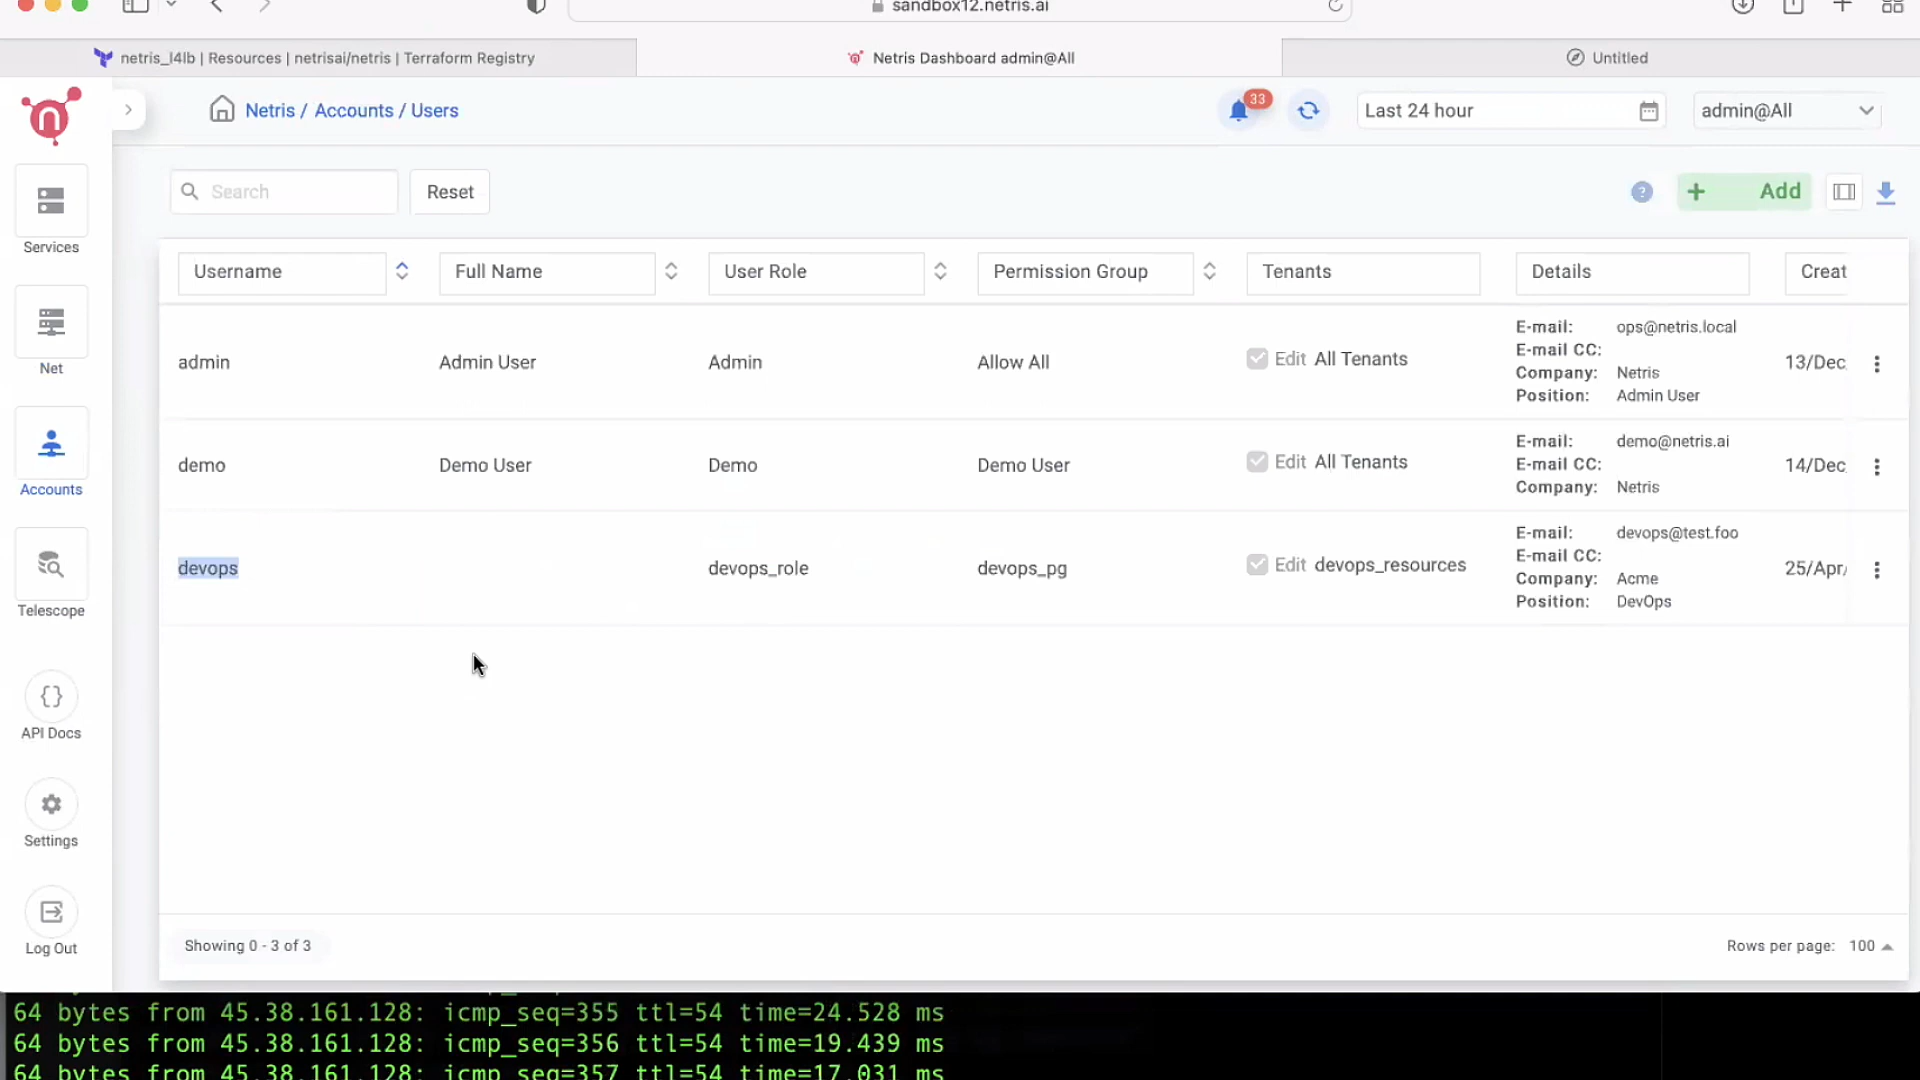 sandbox12.netris.ai
netris_l4lb | Resources | netrisai/netris | Terraform Registry
Netris Dashboard admin@All
Untitled
Netris / Accounts / Users
33
Last 24 hour
admin@All
Search
Reset
?
+ Add
Services
Net
Accounts
Telescope
API Docs
Settings
Log Out
Username
Full Name
User Role
Permission Group
Tenants
Details
Creat
admin
Admin User
Admin
Allow All
Edit All Tenants
E-mail: ops@netris.local
E-mail CC:
Company: Netris
Position: Admin User
13/Dec
demo
Demo User
Demo
Demo User
Edit All Tenants
E-mail: demo@netris.ai
E-mail CC:
Company: Netris
14/Dec
devops
devops_role
devops_pg
Edit devops_resources
E-mail: devops@test.foo
E-mail CC:
Company: Acme
Position: DevOps
25/Apr/
Showing 0 - 3 of 3
Rows per page: 100
64 bytes from 45.38.161.128: icmp_seq=355 ttl=54 time=24.528 ms
64 bytes from 45.38.161.128: icmp_seq=356 ttl=54 time=19.439 ms
64 bytes from 45.38.161.128: icmp_seq=357 ttl=54 time=17.031 ms